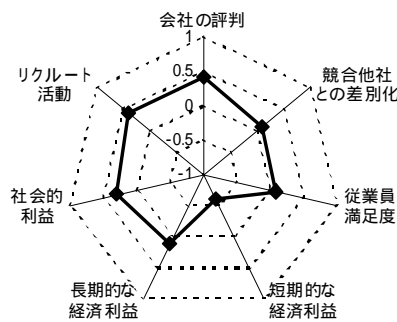 会社の評判
1
0.5
0
-0.5
-1
競合他社
との差別化
従業員
満足度
短期的な
経済利益
長期的な
経済利益
社会的
利益
リクルート
活動